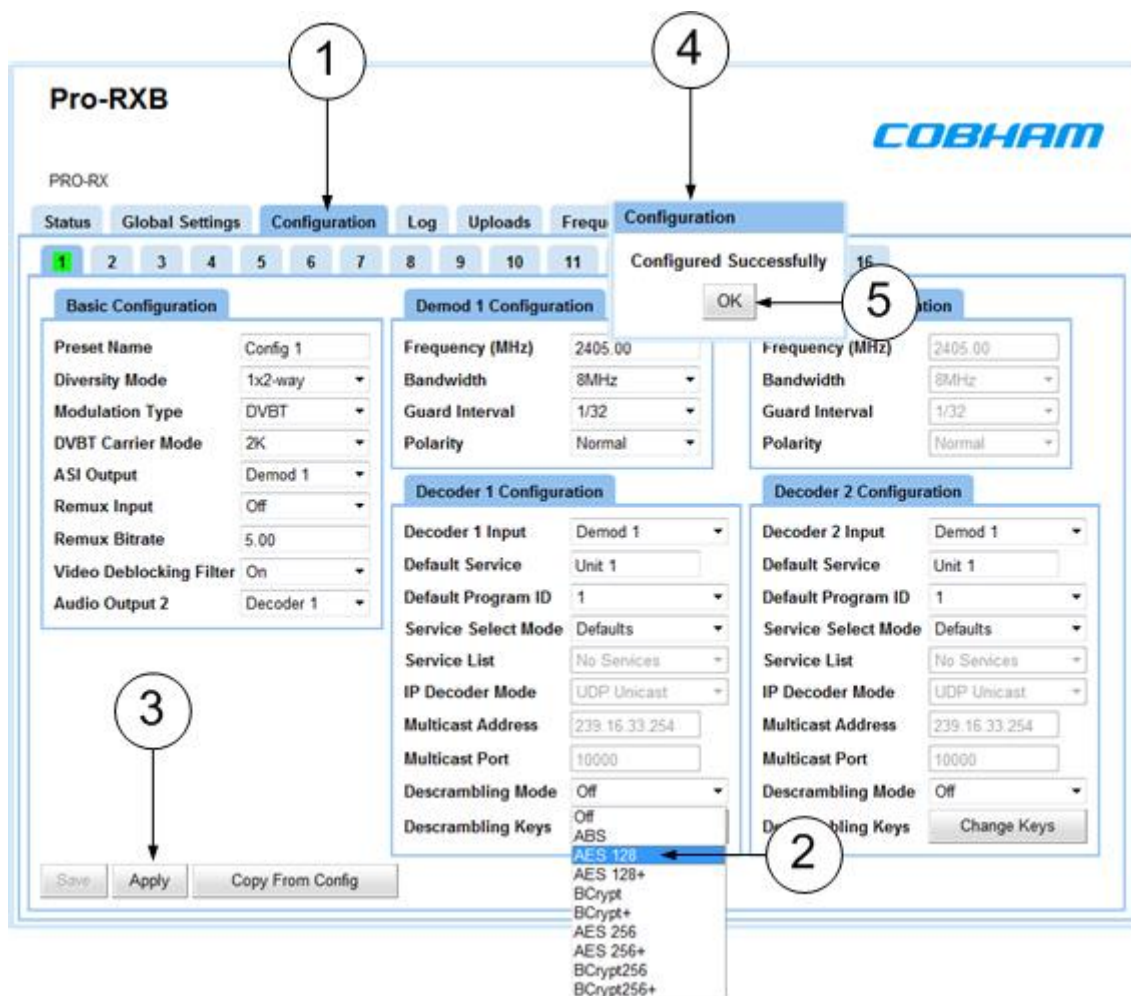 1
4
Pro-RXB
COBHAM
PRO-RX
Status Global Settings Configuration Log Uploads Frequ
Configuration
Configured Successfully
OK
5
1 2 3 4 5 6 7 8 9 10 11 16
Basic Configuration
Preset Name Config 1
Diversity Mode 1x2-way
Modulation Type DVBT
DVBT Carrier Mode 2K
ASI Output Demod 1
Remux Input Off
Remux Bitrate 5.00
Video Deblocking Filter On
Audio Output 2 Decoder 1
Demod 1 Configuration
Frequency (MHz) 2405.00
Bandwidth 8MHz
Guard Interval 1/32
Polarity Normal
tion
Frequency (MHz) 2405.00
Bandwidth 8MHz
Guard Interval 1/32
Polarity Normal
Decoder 1 Configuration
Decoder 1 Input Demod 1
Default Service Unit 1
Default Program ID 1
Service Select Mode Defaults
Service List No Services
IP Decoder Mode UDP Unicast
Multicast Address 239.16.33.254
Multicast Port 10000
Descrambling Mode Off
Descrambling Keys
Off
ABS
AES 128
AES 128+
BCrypt
BCrypt+
AES 256
AES 256+
BCrypt256
BCrypt256+
2
Decoder 2 Configuration
Decoder 2 Input Demod 1
Default Service Unit 1
Default Program ID 1
Service Select Mode Defaults
Service List No Services
IP Decoder Mode UDP Unicast
Multicast Address 239.16.33.254
Multicast Port 10000
Descrambling Mode Off
De bling Keys Change Keys
3
Save Apply Copy From Config